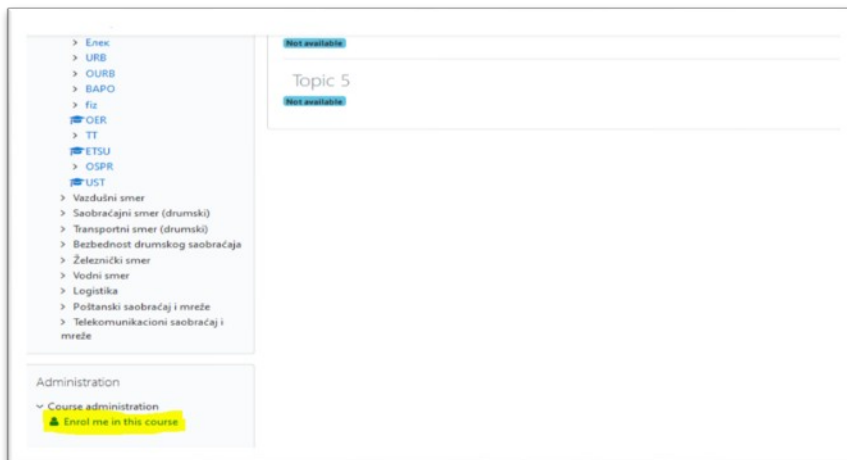 > Елек
> URB
> OURB
> BAPO
> fiz
OER
> TT
ETSU
> OSPR
UST
> Vazdušni smer
> Saobraćajni smer (drumski)
> Transportni smer (drumski)
> Bezbednost drumskog saobraćaja
> Železnički smer
> Vodni smer
> Logistika
> Poštanski saobraćaj i mreže
> Telekomunikacioni saobraćaj i
mreže
Administration
Course administration
Enrol me in this course
Not available
Topic 5
Not available